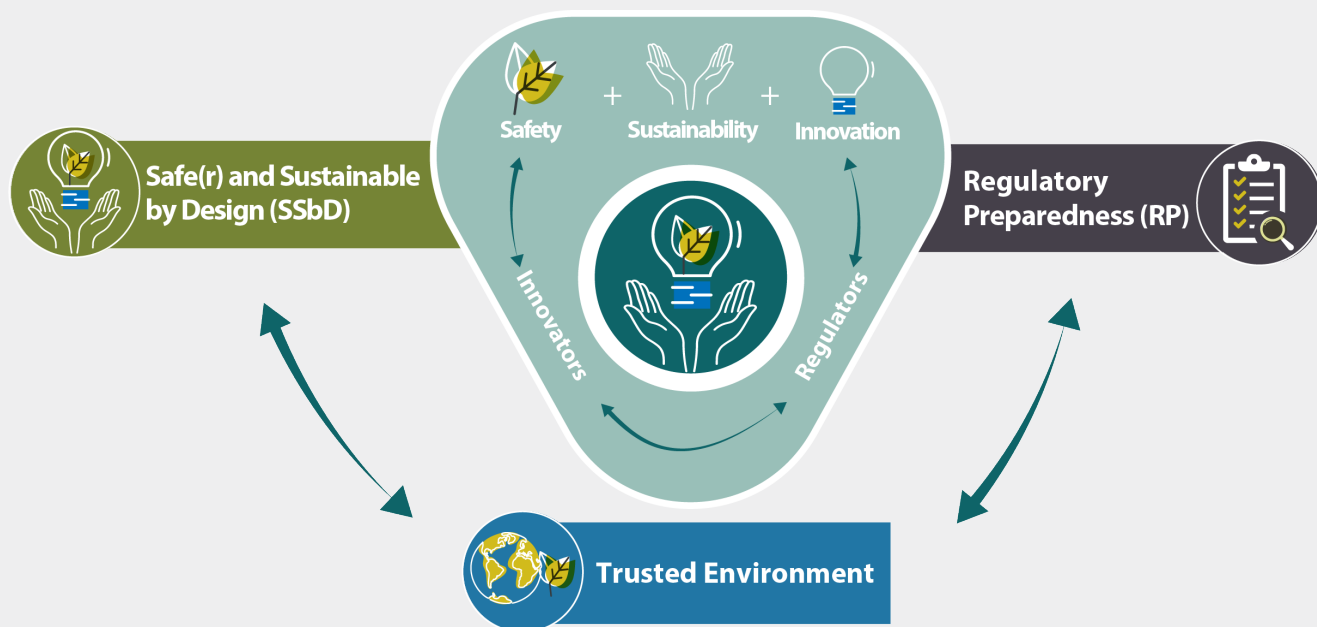 Safety + Sustainability + Innovation
Safe(r) and Sustainable
by Design (SSbD)
Regulatory
Preparedness (RP)
Innovators
Regulators
Trusted Environment